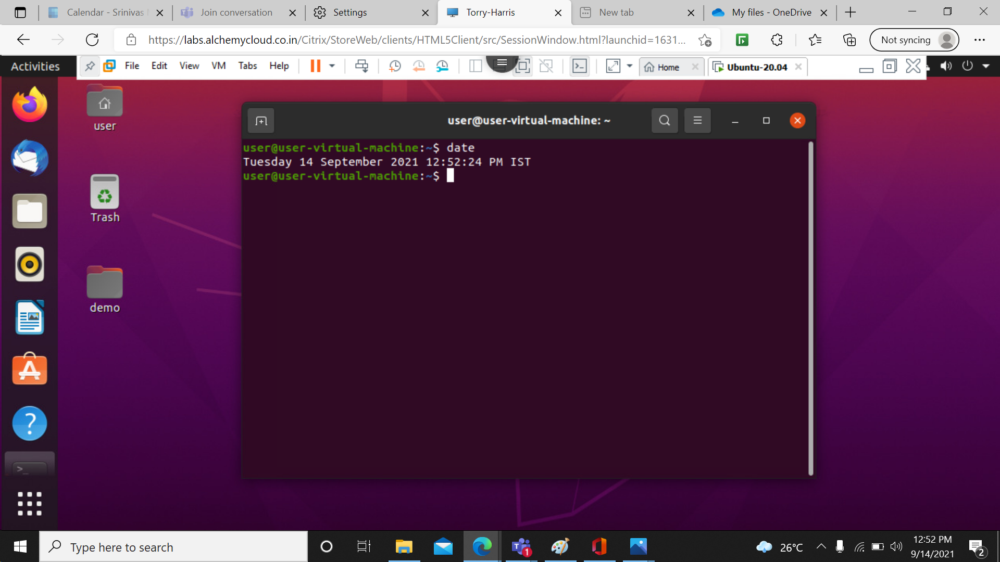 Calendar - Srinivas
Join conversation
Settings
Torry-Harris
New tab
My files - OneDrive
https://labs.alchemycloud.co.in/Citrix/StoreWeb/clients/HTML5Client/src/SessionWindow.html?launchid=1631...
Not syncing
Activities
File Edit View VM Tabs Help
Home
Ubuntu-20.04
user
Trash
demo
user@user-virtual-machine: ~
user@user-virtual-machine:~$ date
Tuesday 14 September 2021 12:52:24 PM IST
user@user-virtual-machine:~$
Type here to search
1
26°C
12:52 PM
9/14/2021
2